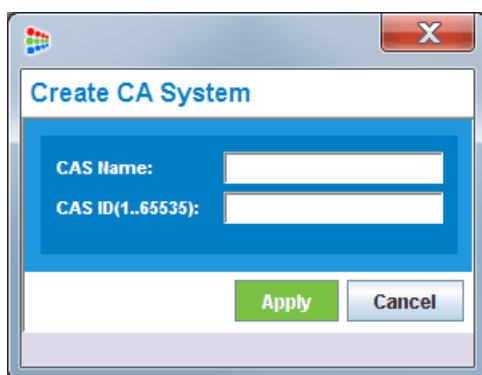 Create CA System
CAS Name:
CAS ID(1..65535):
Apply Cancel